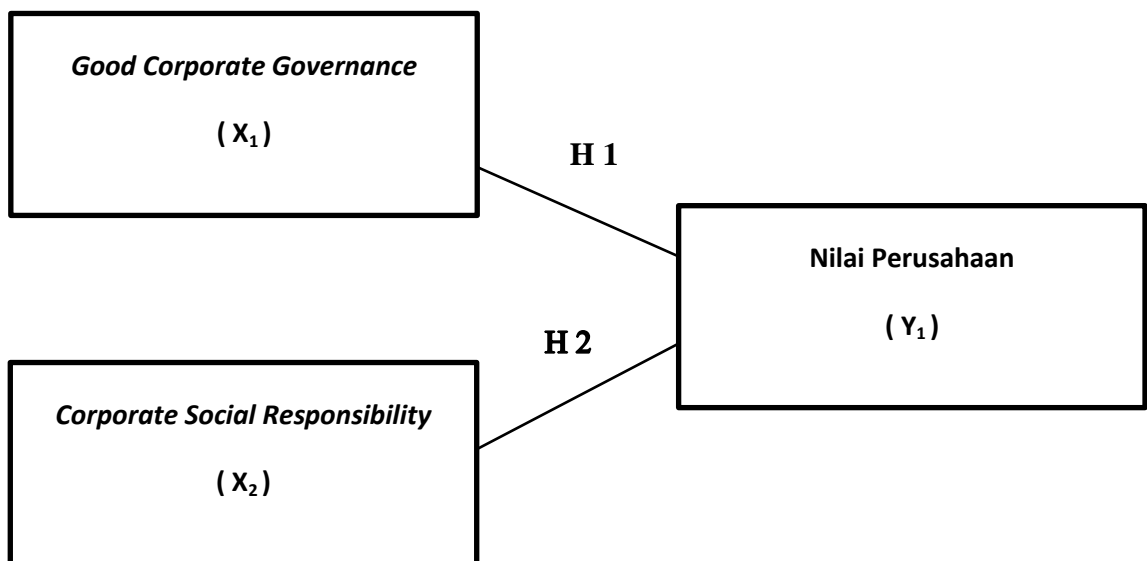 Good Corporate Governance
( X₁ )
H 1
Nilai Perusahaan
( Y₁ )
H 2
Corporate Social Responsibility
( X₂ )